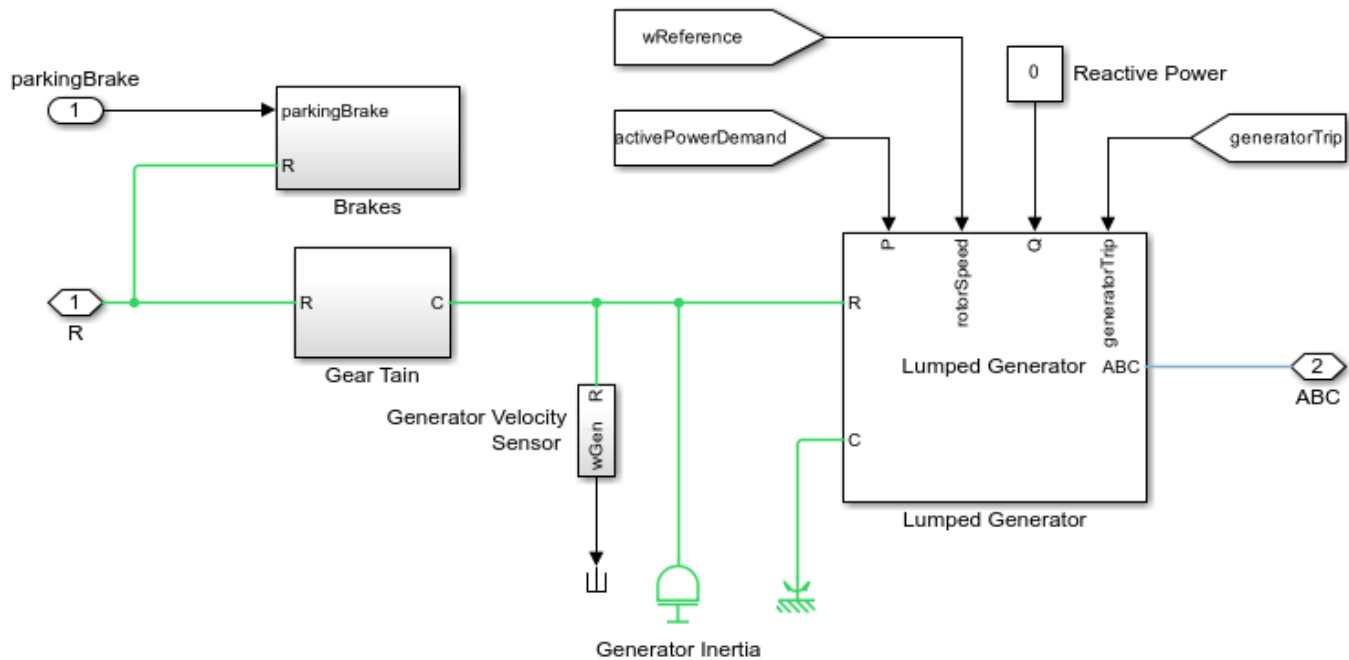 wReference
0
Reactive Power
parkingBrake
1
parkingBrake
R
Brakes
activePowerDemand
generatorTrip
P
rotorSpeed
Q
generatorTrip
1
R
R
C
Gear Tain
R
Lumped Generator
ABC
2
ABC
Generator Velocity
Sensor
R
wGen
C
Lumped Generator
Generator Inertia